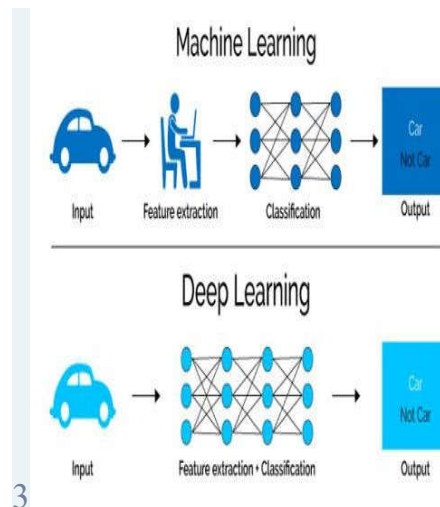 Machine Learning
Car
Not Car
Input
Feature extraction
Classification
Output
Deep Learning
Car
Not Car
Input
Feature extraction + Classification
Output
3